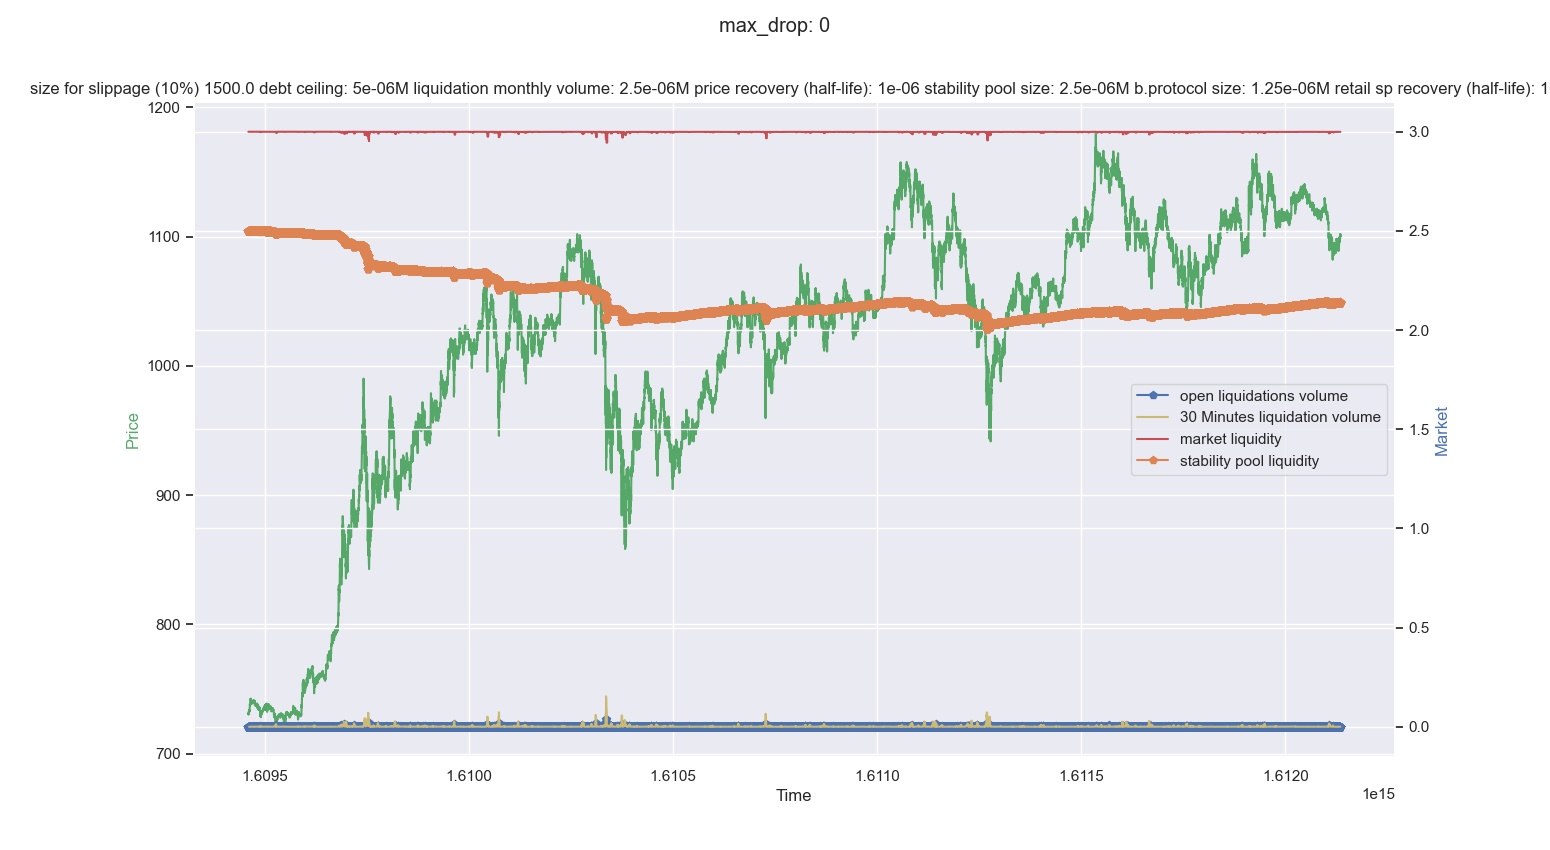 max_drop: 0
size for slippage (10%) 1500.0 debt ceiling: 5e-06M liquidation monthly volume: 2.5e-06M price recovery (half-life): 1e-06 stability pool size: 2.5e-06M b.protocol size: 1.25e-06M retail sp recovery (half-life): 1
1200
1100
1000
900
800
700
Price
3.0
2.5
2.0
1.5
1.0
0.5
0.0
Market
open liquidations volume
30 Minutes liquidation volume
market liquidity
stability pool liquidity
1.6095 1.6100 1.6105 1.6110 1.6115 1.6120
Time
1e15